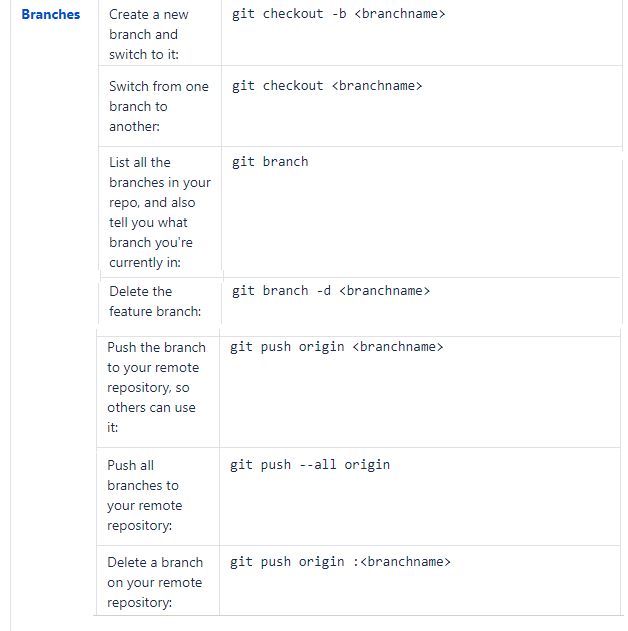 Branches
Create a new
branch and
switch to it:
git checkout -b <branchname>
Switch from one
branch to
another:
git checkout <branchname>
List all the
branches in your
repo, and also
tell you what
branch you're
currently in:
git branch
Delete the
feature branch:
git branch -d <branchname>
Push the branch
to your remote
repository, so
others can use
it:
git push origin <branchname>
Push all
branches to
your remote
repository:
git push --all origin
Delete a branch
on your remote
repository:
git push origin :<branchname>